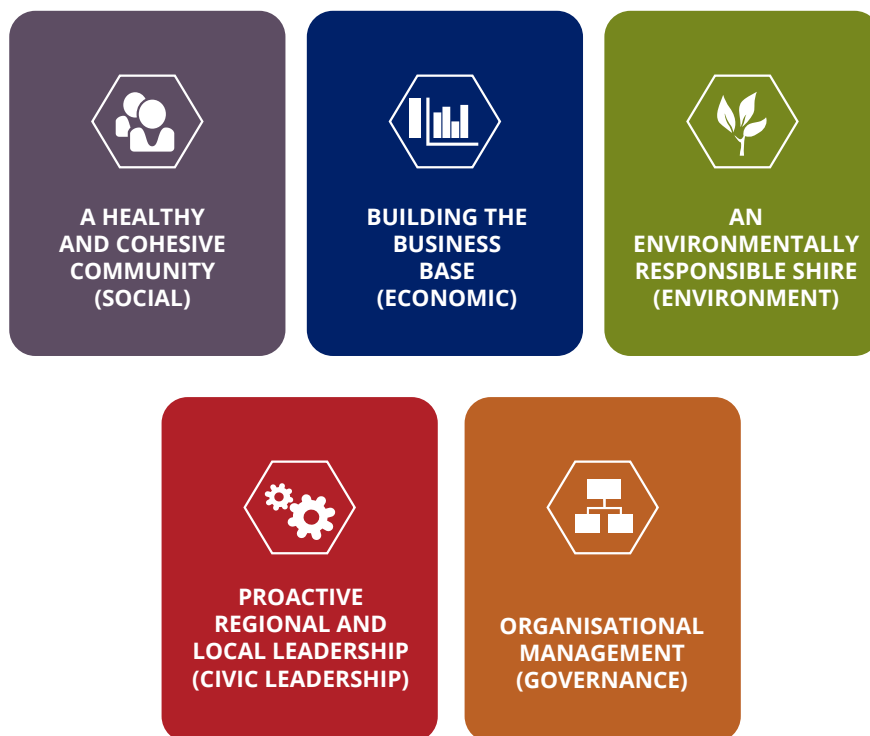 A HEALTHY
AND COHESIVE
COMMUNITY
(SOCIAL)
BUILDING THE
BUSINESS
BASE
(ECONOMIC)
AN
ENVIRONMENTALLY
RESPONSIBLE SHIRE
(ENVIRONMENT)
PROACTIVE
REGIONAL AND
LOCAL LEADERSHIP
(CIVIC LEADERSHIP)
ORGANISATIONAL
MANAGEMENT
(GOVERNANCE)